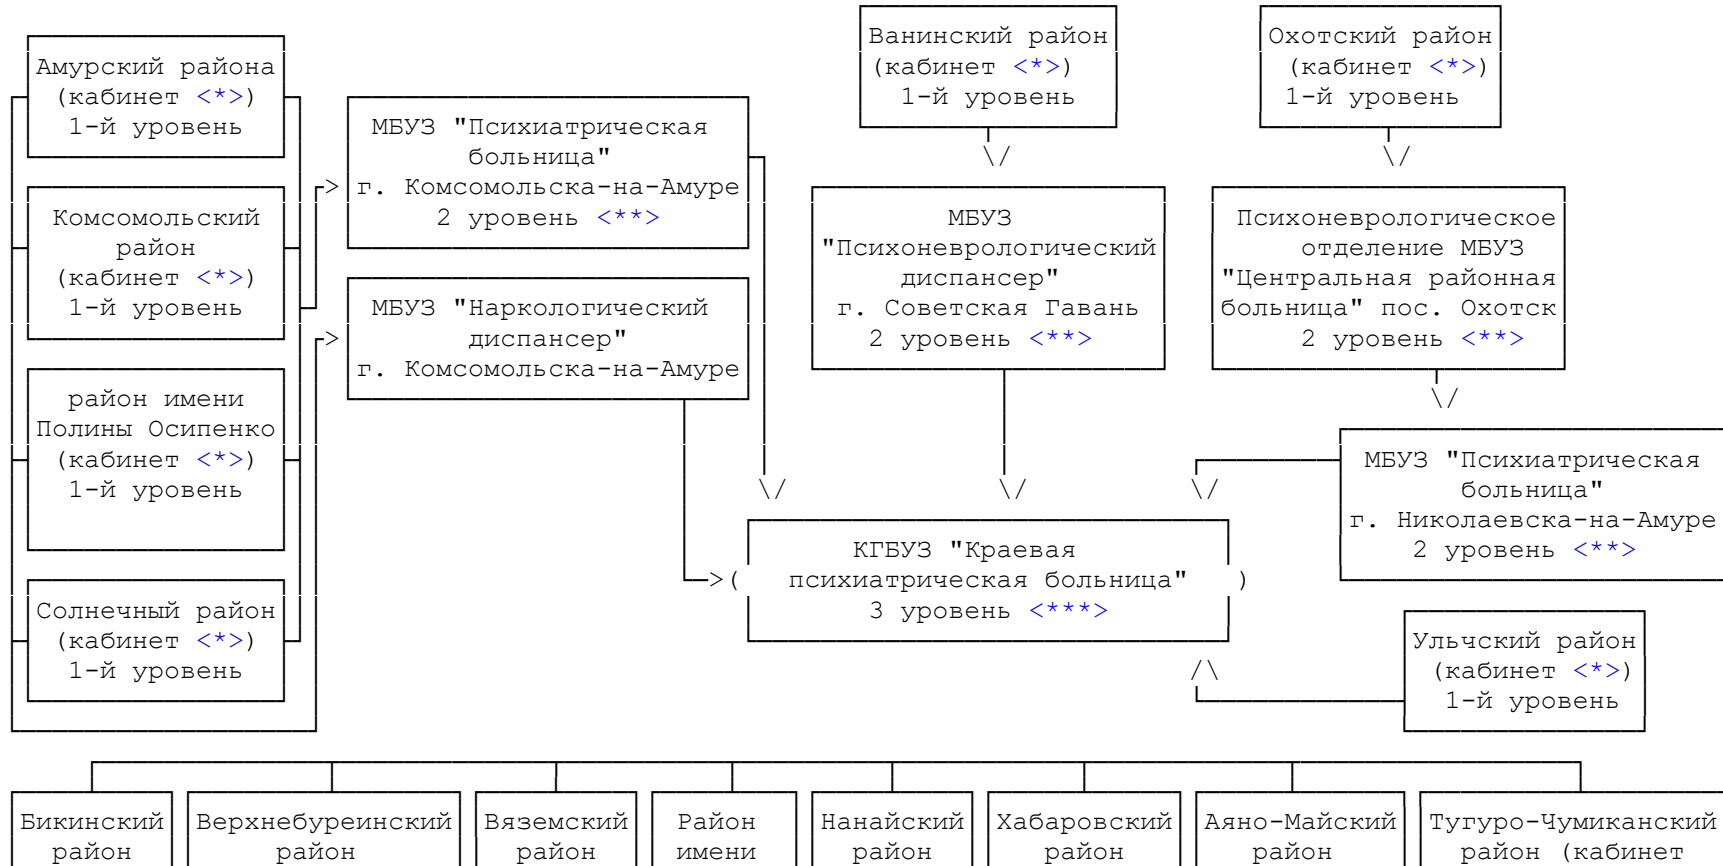 Амурский района
(кабинет <*>)
1-й уровень
Комсомольский
район
(кабинет <*>)
1-й уровень
район имени
Полины Осипенко
(кабинет <*>)
1-й уровень
Солнечный район
(кабинет <*>)
1-й уровень
МБУЗ "Психиатрическая
больница"
г. Комсомольска-на-Амуре
2 уровень <**>
МБУЗ "Наркологический
диспансер"
г. Комсомольска-на-Амуре
Ванинский район
(кабинет <*>)
1-й уровень
МБУЗ
"Психоневрологический
диспансер"
г. Советская Гавань
2 уровень <**>
Охотский район
(кабинет <*>)
1-й уровень
Психоневрологическое
отделение МБУЗ
"Центральная районная
больница" пос. Охотск
2 уровень <**>
МБУЗ "Психиатрическая
больница"
г. Николаевска-на-Амуре
2 уровень <**>
КГБУЗ "Краевая
психиатрическая больница"
3 уровень <***>
Ульчский район
(кабинет <*>)
1-й уровень
Бикинский
район
Верхнебуреинский
район
Вяземский
район
Район
имени
Нанайский
район
Хабаровский
район
Аяно-Майский
район
Тугуро-Чумиканский
район (кабинет